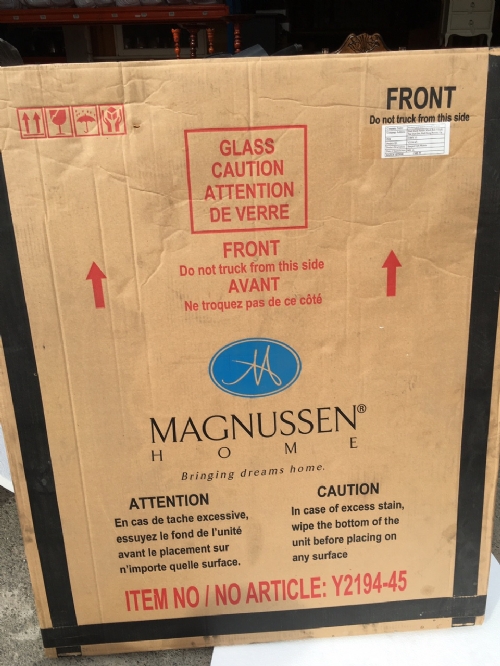 FRONT
Do not truck from this side
GLASS
CAUTION
ATTENTION
DE VERRE
FRONT
Do not truck from this side
AVANT
Ne troquez pas de ce côté
MAGNUSSEN®
HOME
Bringing dreams home.
ATTENTION
En cas de tache excessive,
essuyez le fond de l'unité
avant le placement sur
n'importe quelle surface.
CAUTION
In case of excess stain,
wipe the bottom of the
unit before placing on
any surface
ITEM NO / NO ARTICLE: Y2194-45